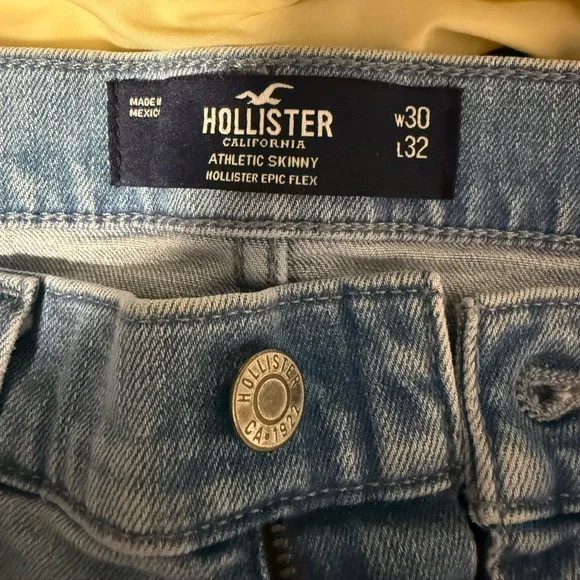 MADE IN
MEXICO
HOLLISTER
CALIFORNIA
ATHLETIC SKINNY
HOLLISTER EPIC FLEX
W30
L32
HOLLISTER
CA 1922